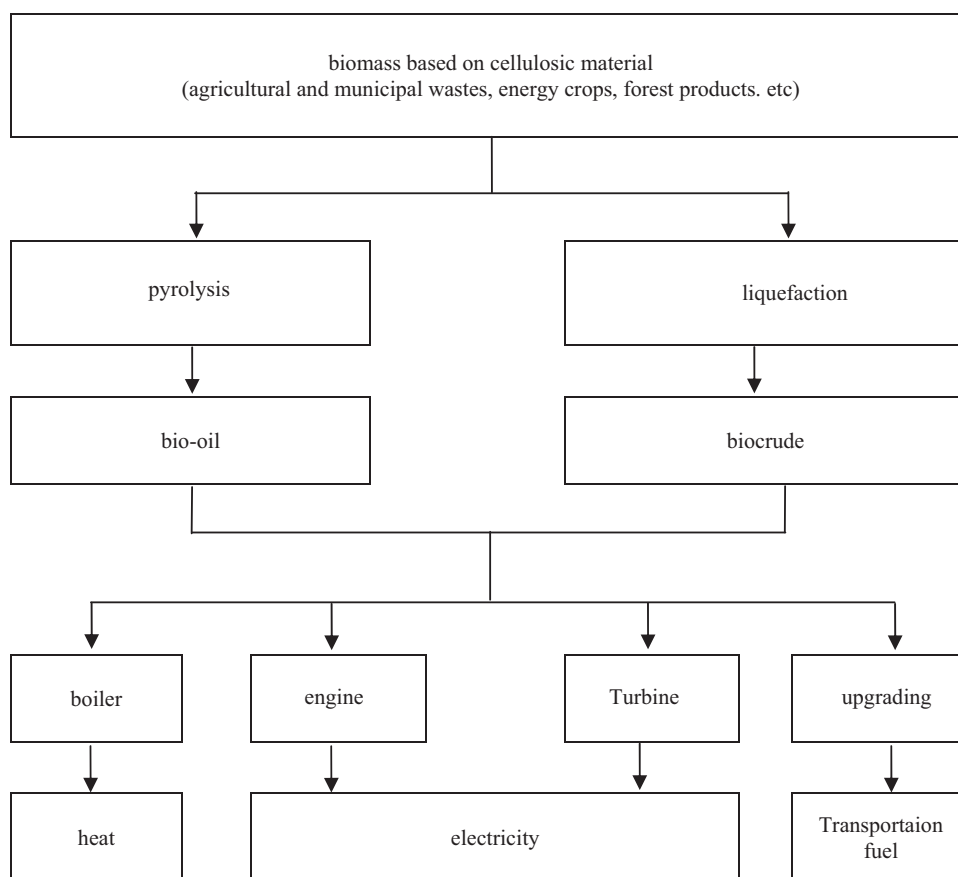 biomass based on cellulosic material
(agricultural and municipal wastes, energy crops, forest products. etc)
pyrolysis
liquefaction
bio-oil
biocrude
boiler
engine
Turbine
upgrading
heat
electricity
Transportaion
fuel